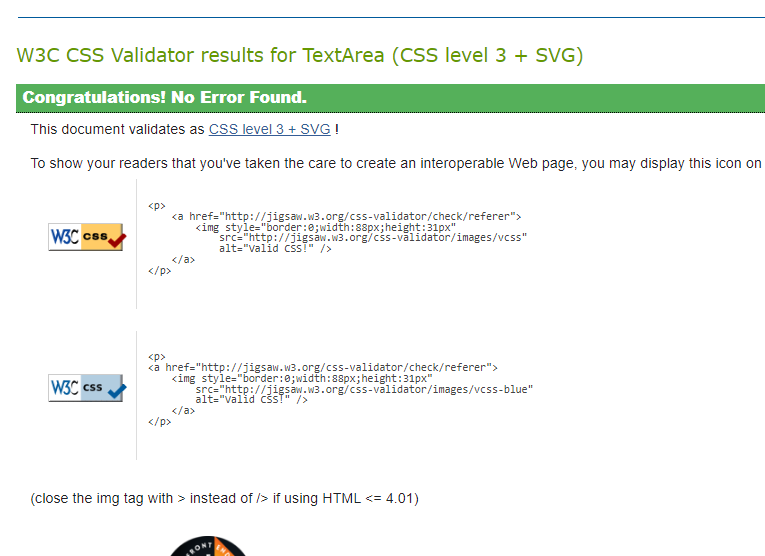 W3C CSS Validator results for TextArea (CSS level 3 + SVG)
Congratulations! No Error Found.
This document validates as CSS level 3 + SVG !
To show your readers that you've taken the care to create an interoperable Web page, you may display this icon on
W3C css
<p>
<a href="http://jigsaw.w3.org/css-validator/check/referer">
<img style="border:0;width:88px;height:31px"
src="http://jigsaw.w3.org/css-validator/images/vcss"
alt="Valid CSS!" />
</a>
</p>
W3C css
<p>
<a href="http://jigsaw.w3.org/css-validator/check/referer">
<img style="border:0;width:88px;height:31px"
src="http://jigsaw.w3.org/css-validator/images/vcss-blue"
alt="Valid CSS!" />
</a>
</p>
(close the img tag with > instead of /> if using HTML <= 4.01)